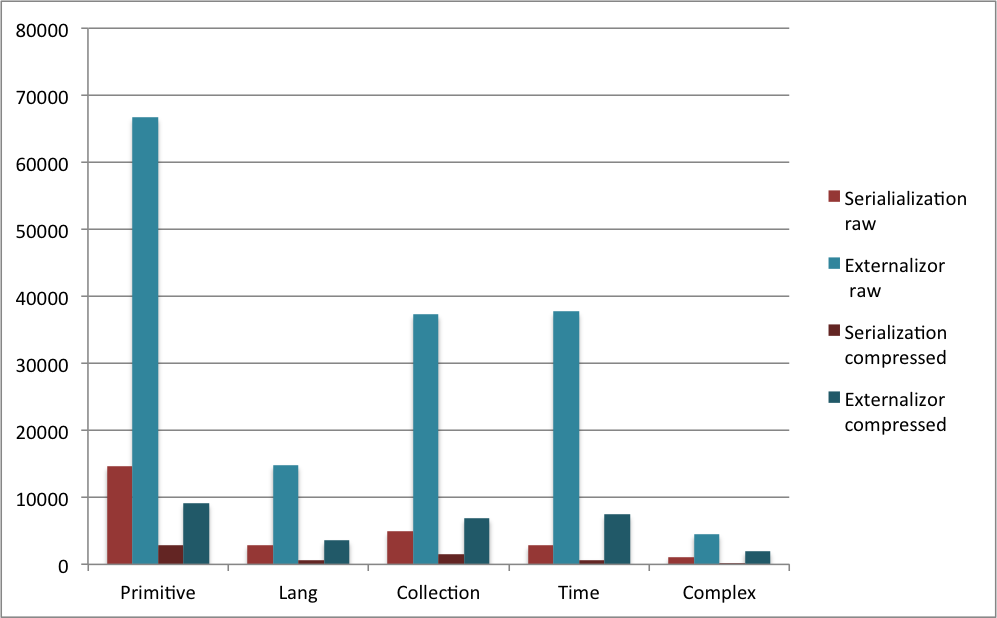 80000
70000
60000
50000
40000
30000
20000
10000
0
Primitive
Lang
Collection
Time
Complex
Serialialization
raw
Externalizor
raw
Serialization
compressed
Externalizor
compressed